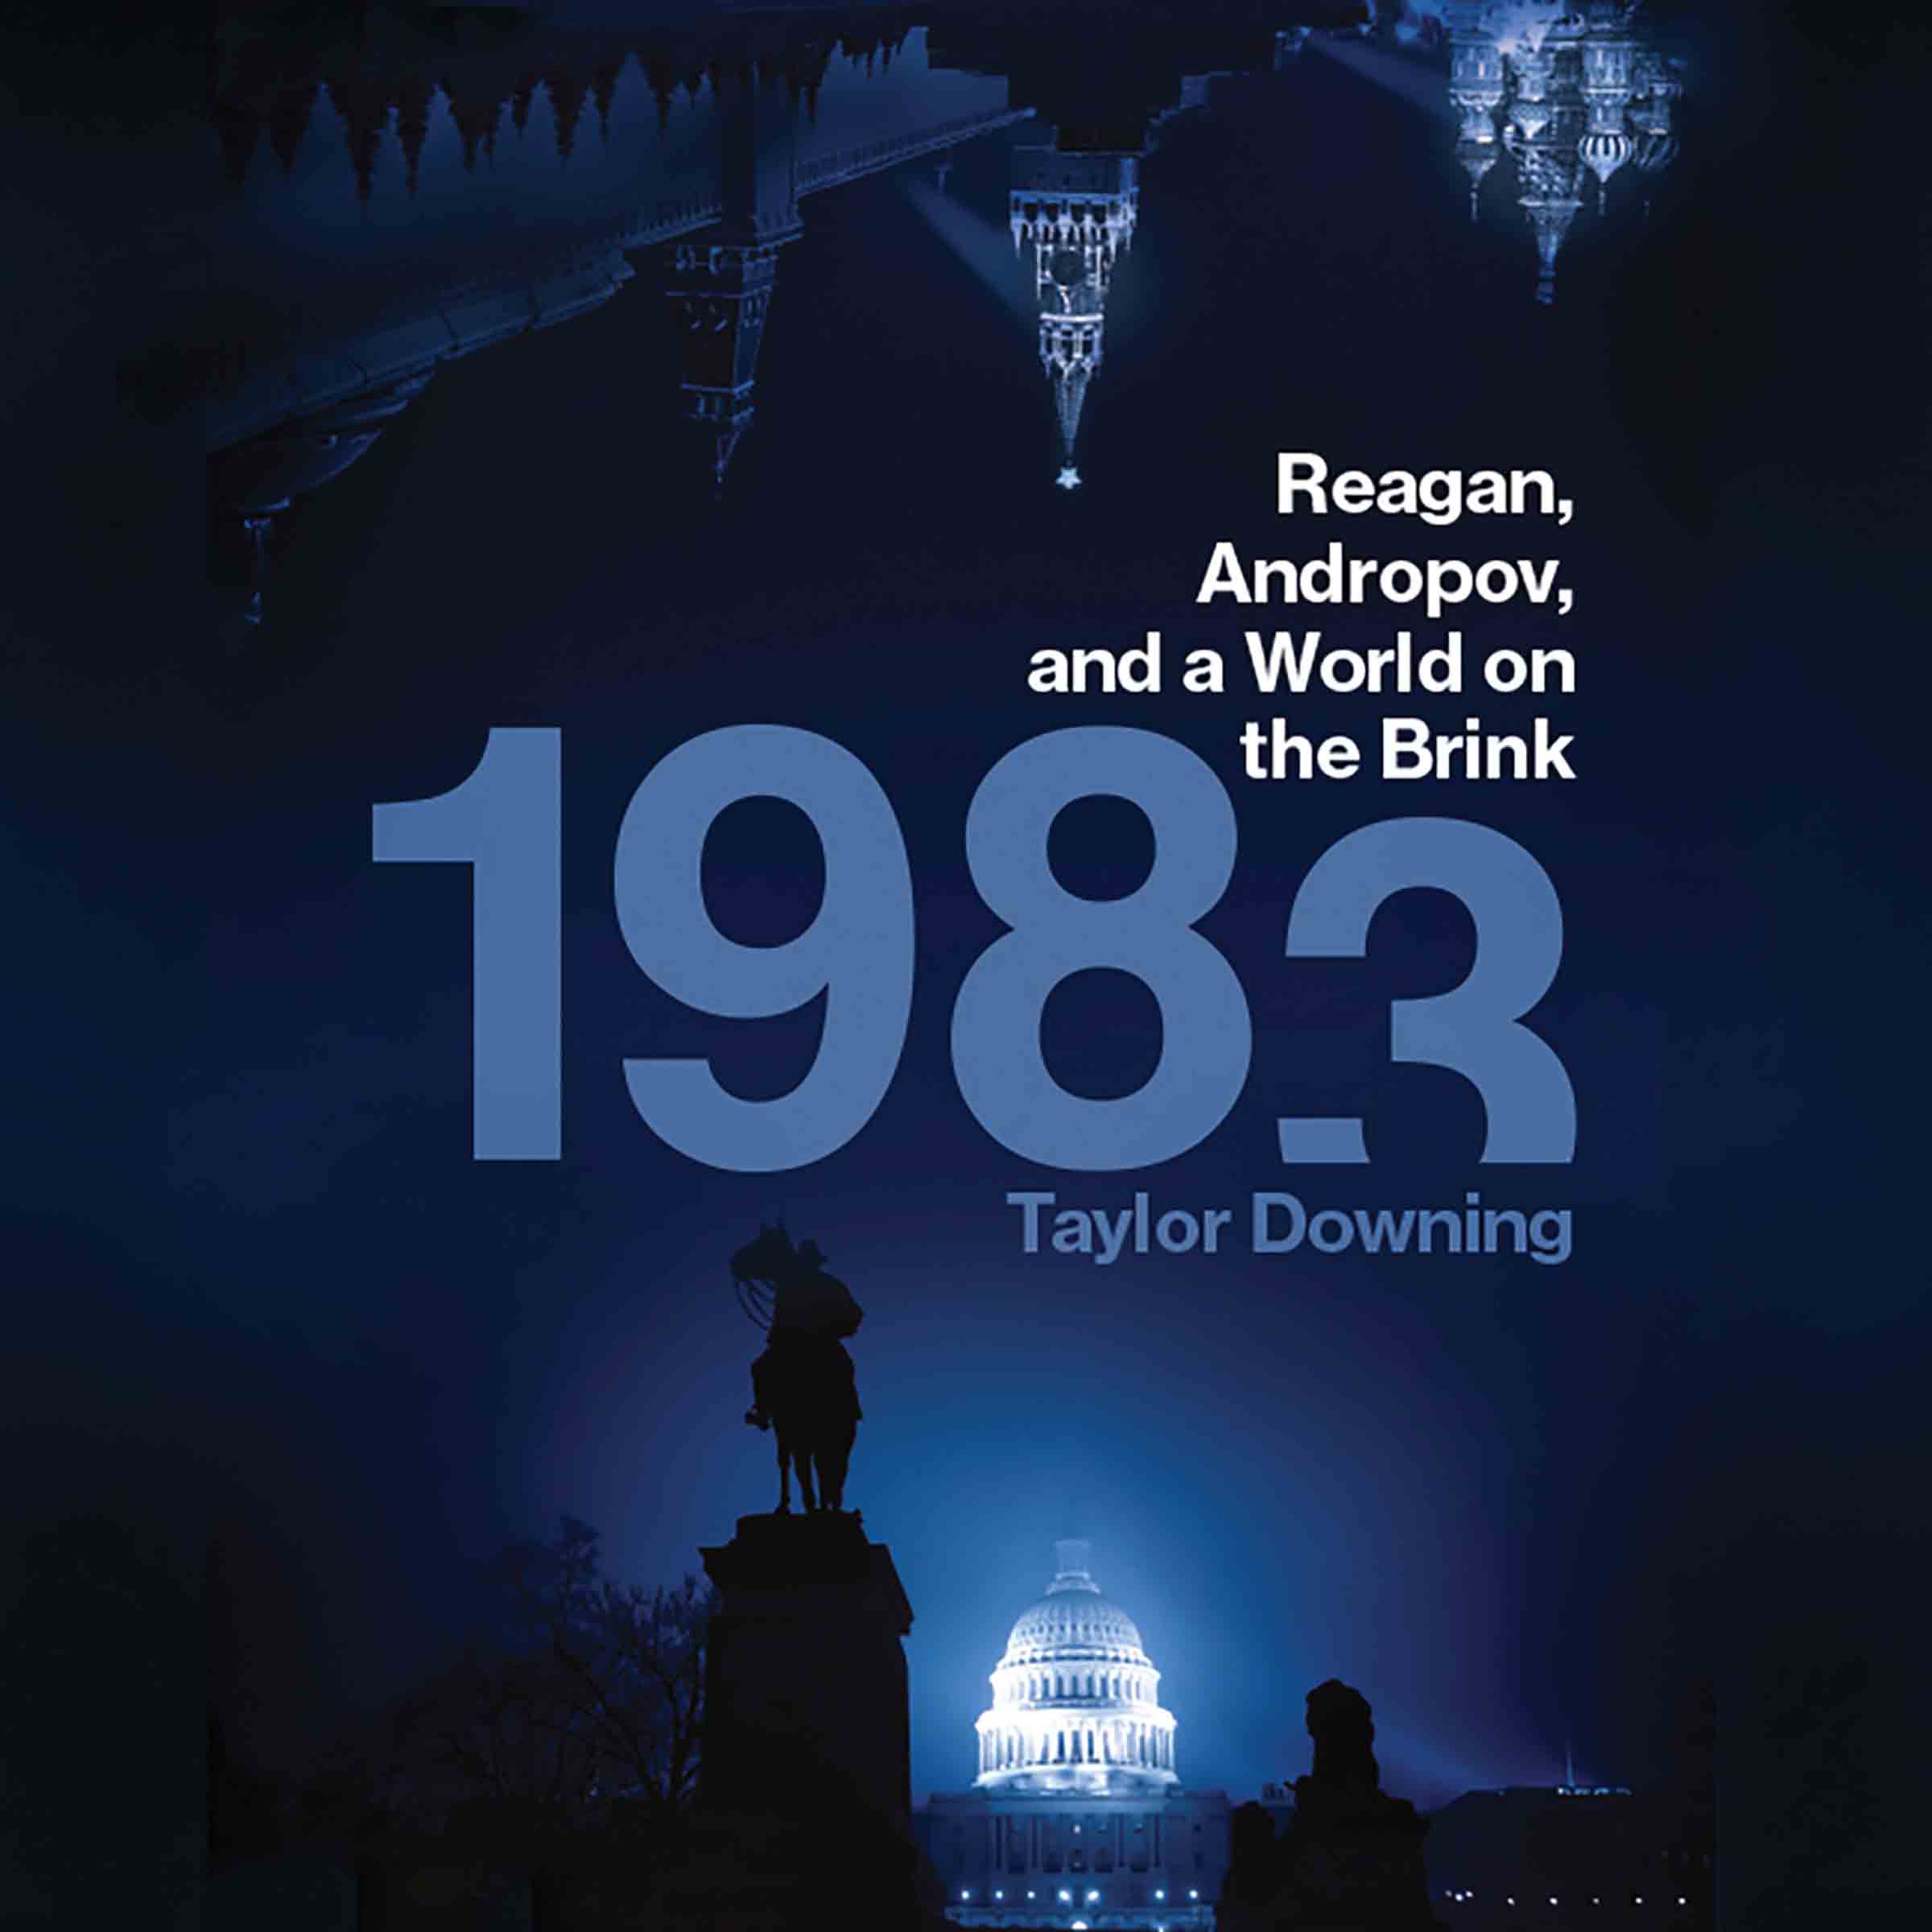 Reagan,
Andropov,
and a World on
the Brink
1983
Taylor Downing